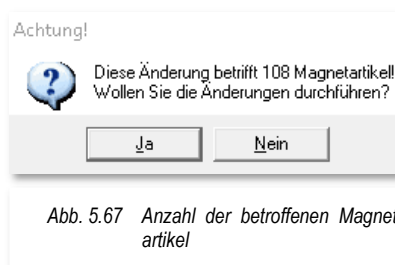 Achtung!
Diese Änderung betrifft 108 Magnetartikel!
Wollen Sie die Änderungen durchführen?
Ja
Nein
Abb. 5.67 Anzahl der betroffenen Magnet
artikel